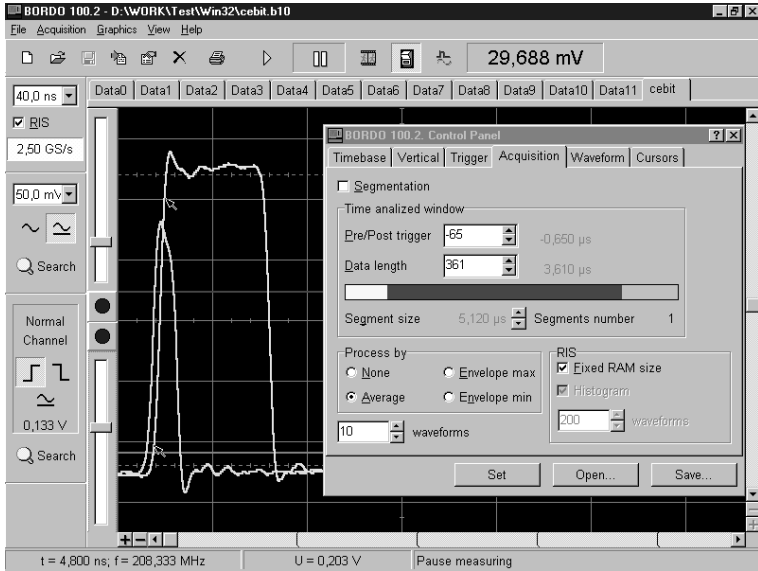 BORDO 100.2 - D:\WORK\Test\Win32\cebit.b10
File Acquisition Graphics View Help
29,688 mV
40,0 ns
Data0 Data1 Data2 Data3 Data4 Data5 Data6 Data7 Data8 Data9 Data10 Data11 cebit
RIS
2,50 GS/s
BORDO 100.2. Control Panel
Timebase Vertical Trigger Acquisition Waveform Cursors
50,0 mV
Segmentation
Time analized window
Pre/Post trigger -65 -0,650 µs
Search
Data length 361 3,610 µs
Segment size 5,120 µs Segments number 1
Normal
Channel
Process by
None Envelope max
Average Envelope min
10 waveforms
RIS
Fixed RAM size
Histogram
200 waveforms
0,133 V
Search
Set Open... Save...
t = 4,800 ns; f = 208,333 MHz U = 0,203 V Pause measuring